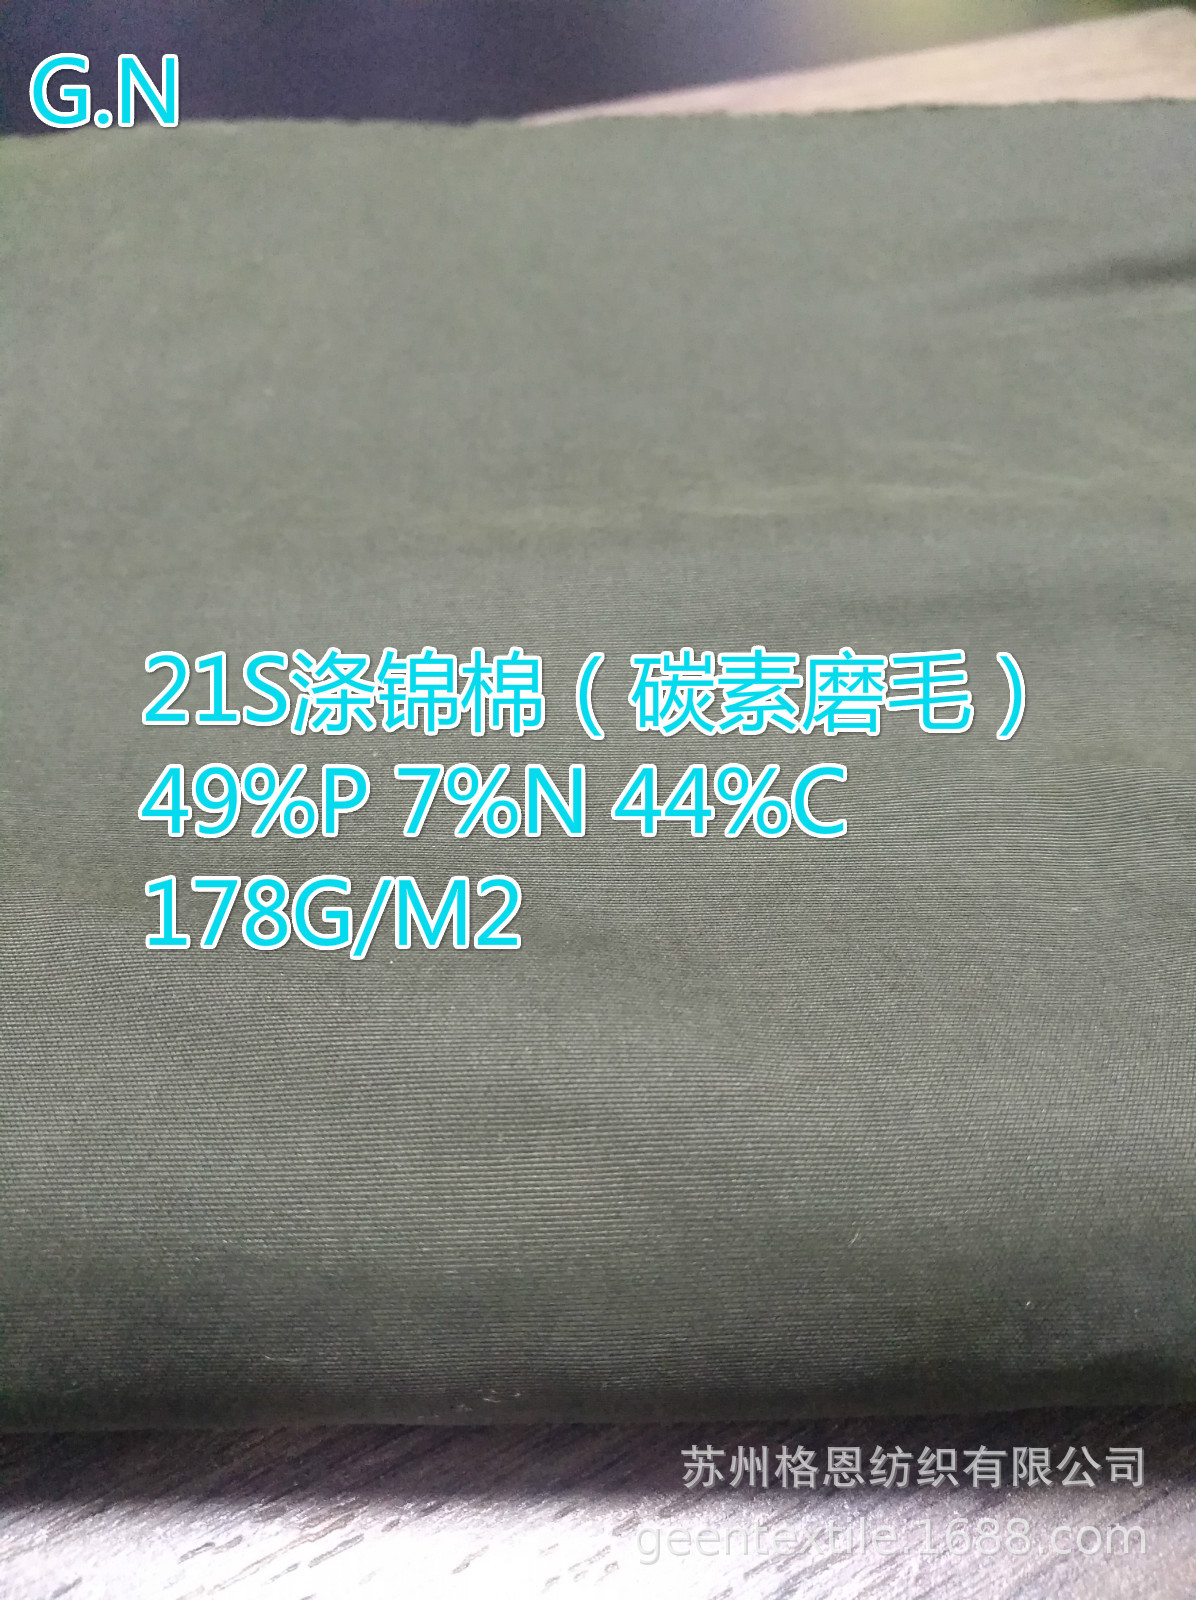 G.N
21S涤锦棉（碳素磨毛）
49%P 7%N 44%C
178G/M2
苏州格恩纺织有限公司
geentextile.1688.com